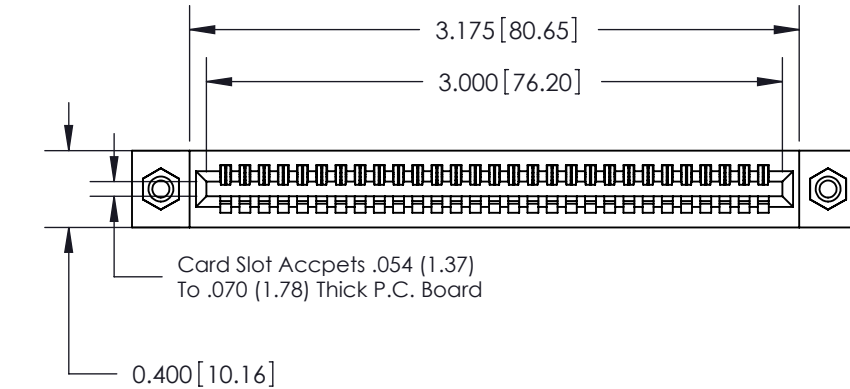 3.175[80.65]
3.000[76.20]
Card Slot Accpets .054 (1.37)
To .070 (1.78) Thick P.C. Board
0.400[10.16]